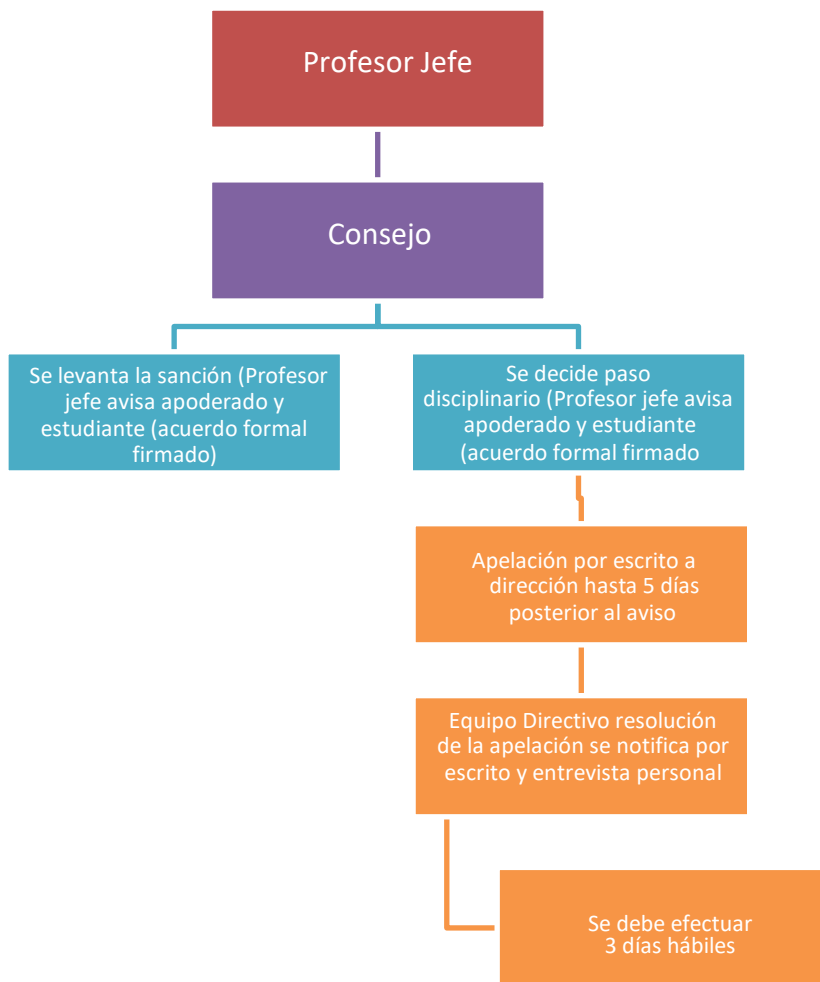 Profesor Jefe
Consejo
Se levanta la sanción (Profesor
jefe avisa apoderado y
estudiante (acuerdo formal
firmado)
Se decide paso
disciplinario (Profesor jefe avisa
apoderado y estudiante
(acuerdo formal firmado
Apelación por escrito a
dirección hasta 5 días
posterior al aviso
Equipo Directivo resolución
de la apelación se notifica por
escrito y entrevista personal
Se debe efectuar
3 días hábiles